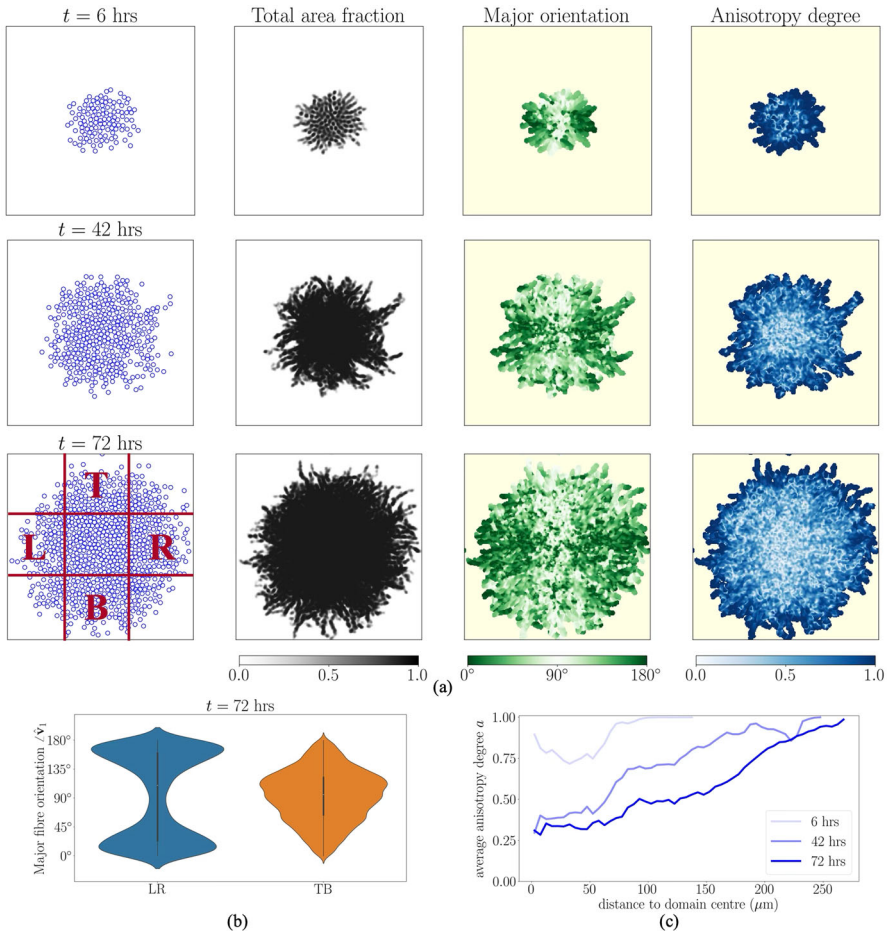 t = 6 hrs
Total area fraction
Major orientation
Anisotropy degree
t = 42 hrs
t = 72 hrs
T
L
R
B
0.0 0.5 1.0
0° 90° 180°
0.0 0.5 1.0
(a)
t = 72 hrs
Major fibre orientation ∠v̂₁
180°
135°
90°
45°
0°
LR TB
(b)
average anisotropy degree a
1.00
0.75
0.50
0.25
0.00
6 hrs
42 hrs
72 hrs
0 50 100 150 200 250
distance to domain centre (μm)
(c)